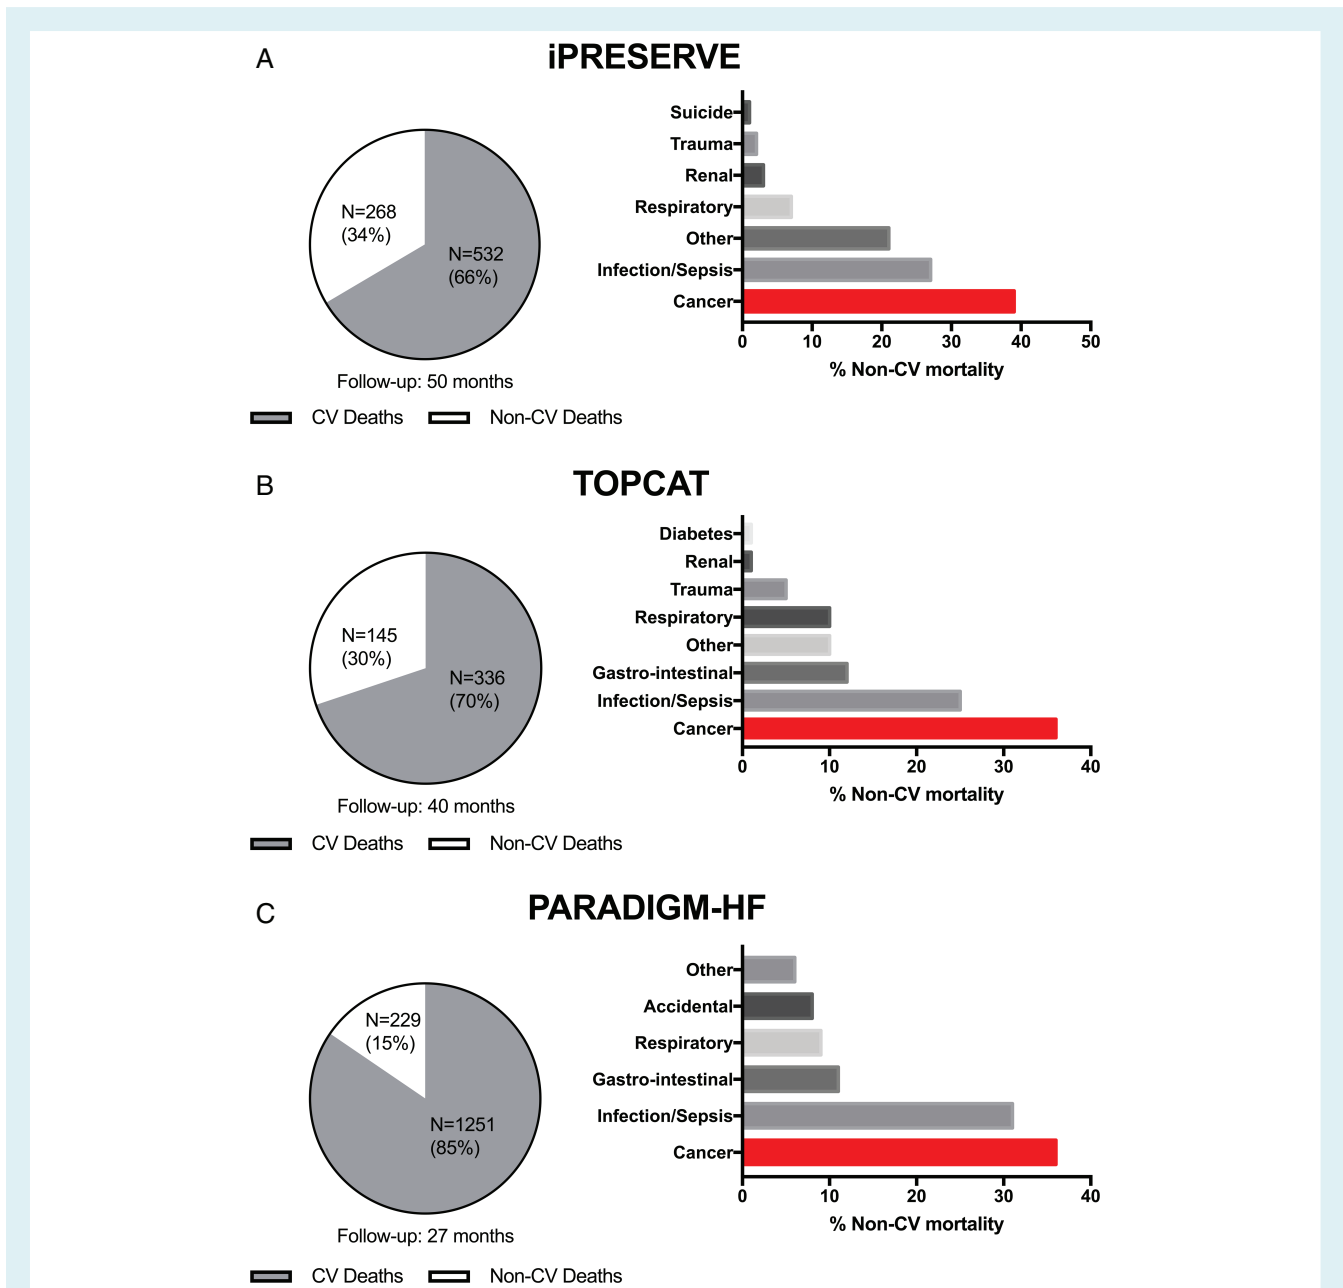 A
iPRESERVE
N=268
(34%)
N=532
(66%)
Follow-up: 50 months
CV Deaths Non-CV Deaths
Suicide
Trauma
Renal
Respiratory
Other
Infection/Sepsis
Cancer
0 10 20 30 40 50
% Non-CV mortality
B
TOPCAT
N=145
(30%)
N=336
(70%)
Follow-up: 40 months
CV Deaths Non-CV Deaths
Diabetes
Renal
Trauma
Respiratory
Other
Gastro-intestinal
Infection/Sepsis
Cancer
0 10 20 30 40
% Non-CV mortality
C
PARADIGM-HF
N=229
(15%)
N=1251
(85%)
Follow-up: 27 months
CV Deaths Non-CV Deaths
Other
Accidental
Respiratory
Gastro-intestinal
Infection/Sepsis
Cancer
0 10 20 30 40
% Non-CV mortality